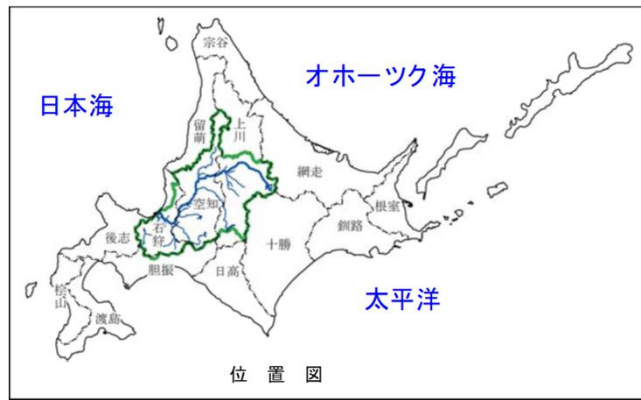 宗谷
オホーツク海
日本海
留萌
上川
網走
空知
根室
石狩
釧路
後志
十勝
胆振
日高
桧山
太平洋
渡島
位置図